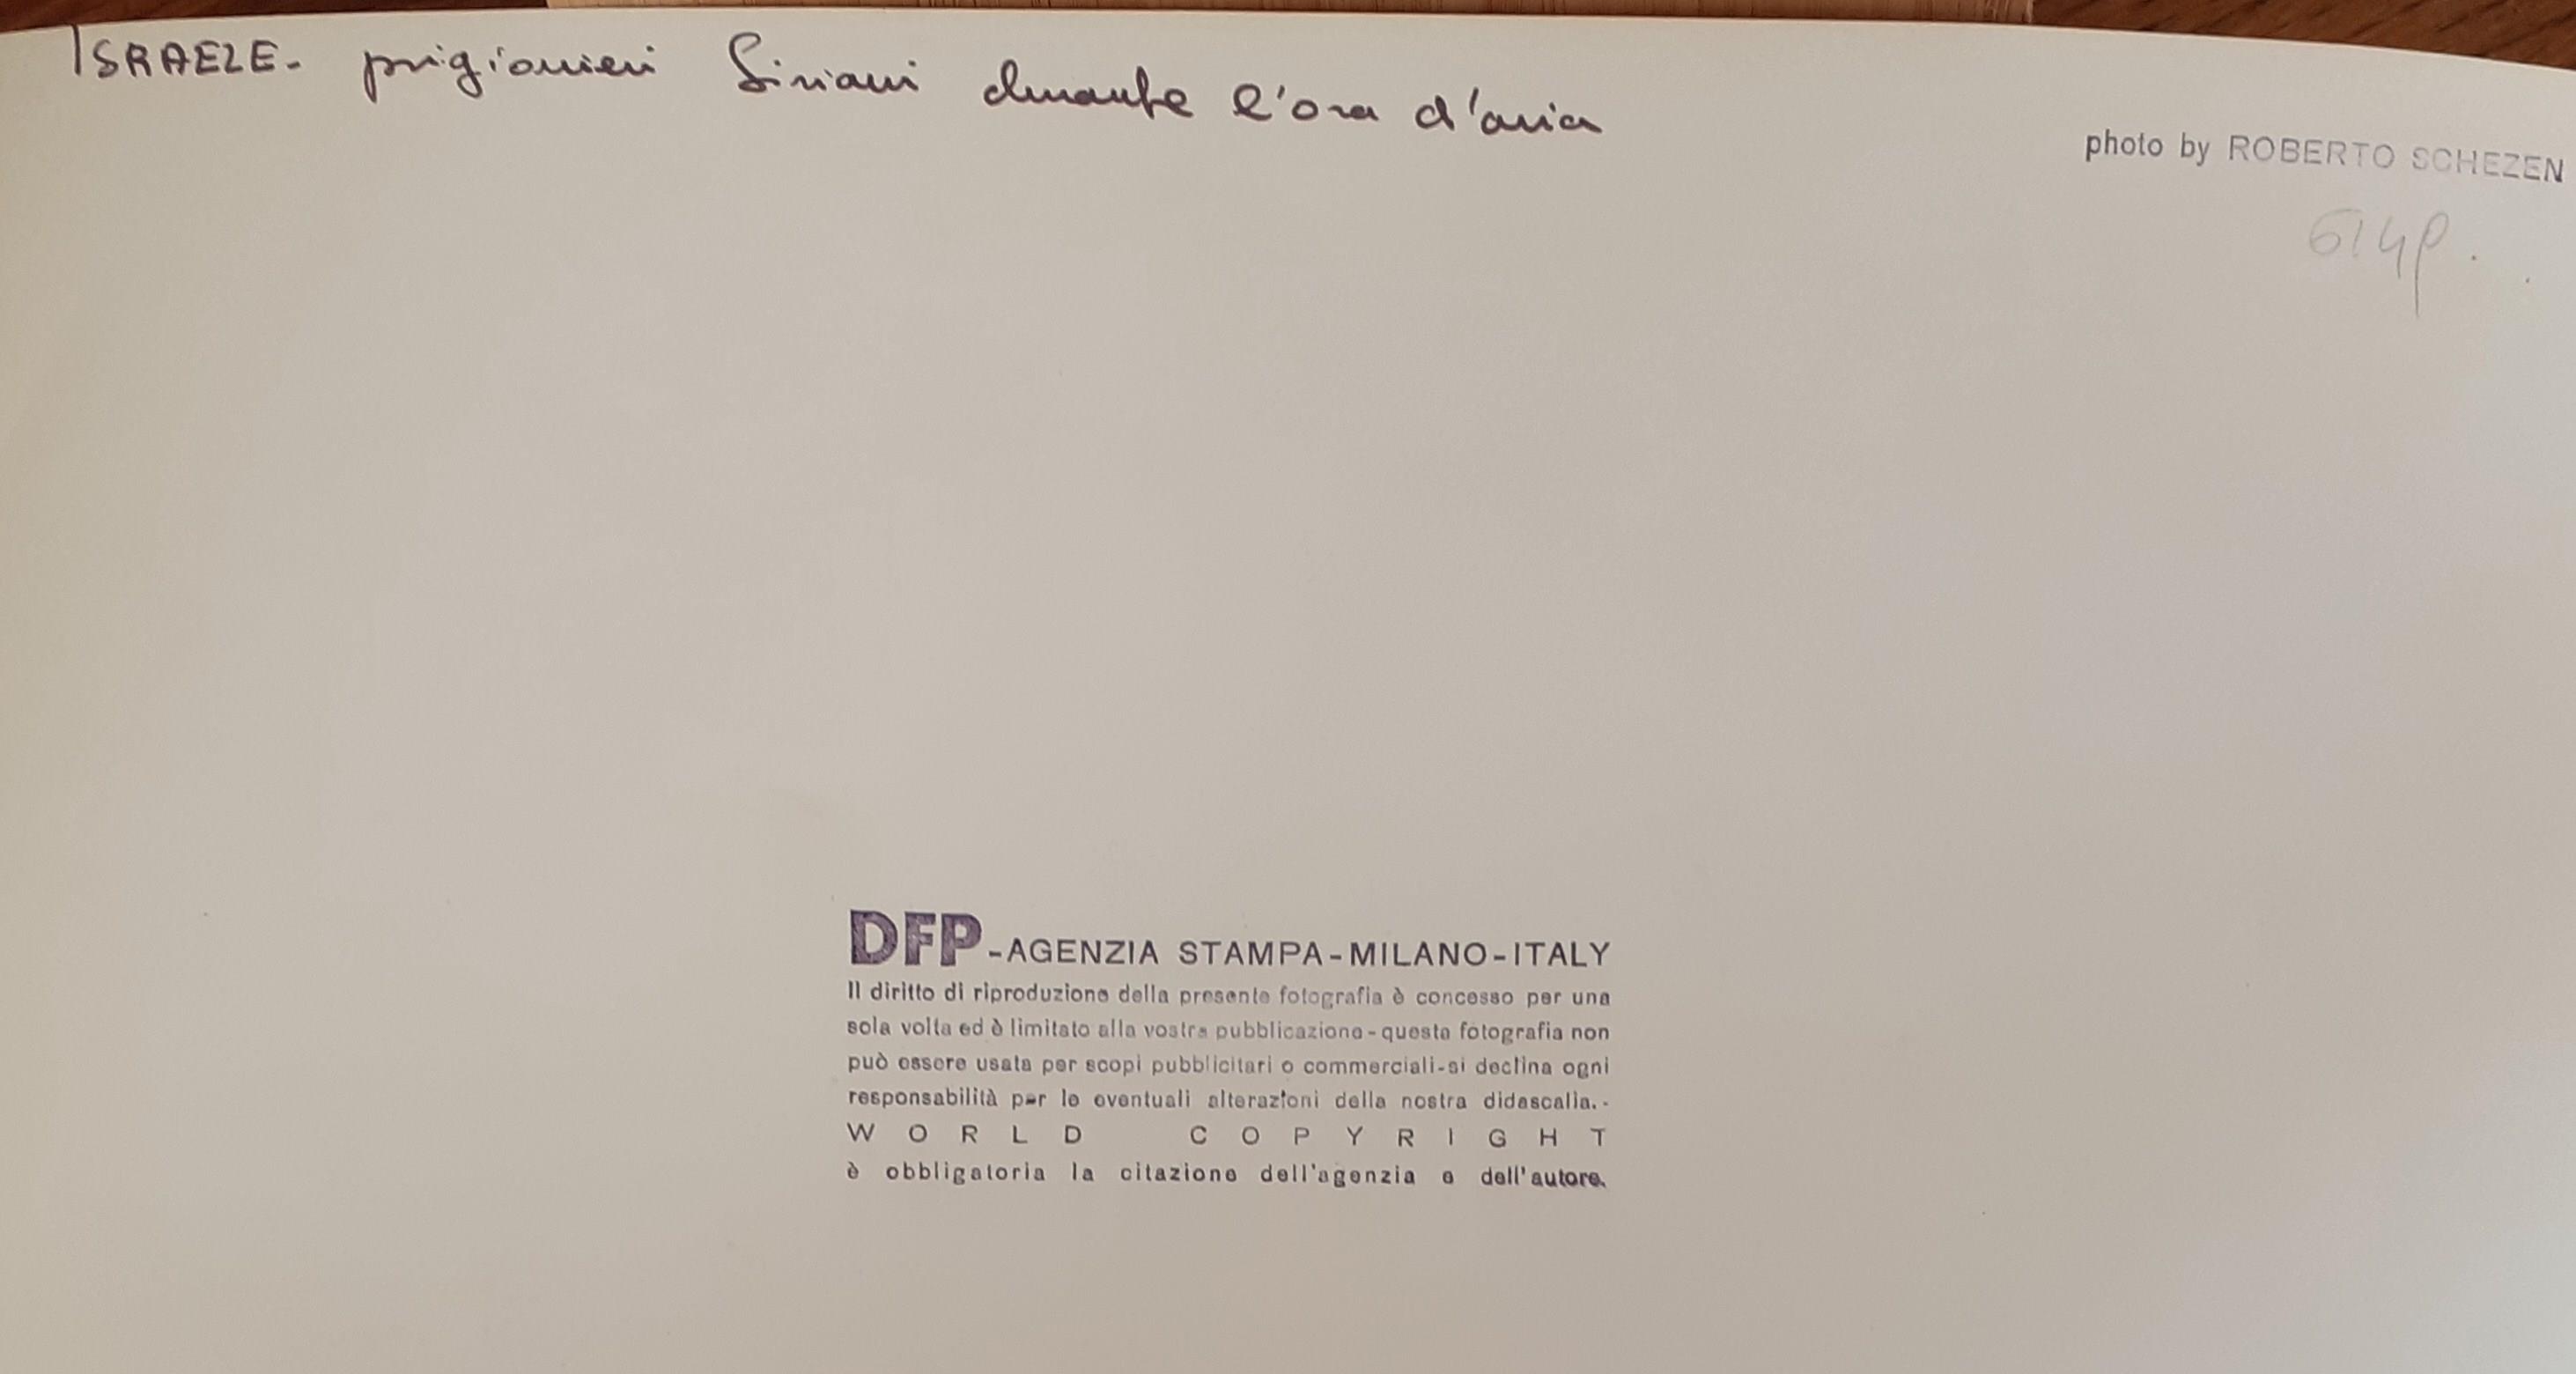 ISRAELE - prigionieri Siriani durante l'ora d'aria
photo by ROBERTO SCHEZEN
DFP - AGENZIA STAMPA - MILANO - ITALY
Il diritto di riproduzione della presente fotografia è concesso per una
sola volta ed è limitato alla vostra pubblicazione - questa fotografia non
può essere usata per scopi pubblicitari o commerciali - si declina ogni
responsabilità per le eventuali alterazioni della nostra didascalia. -
WORLD COPYRIGHT
è obbligatoria la citazione dell'agenzia e dell'autore.